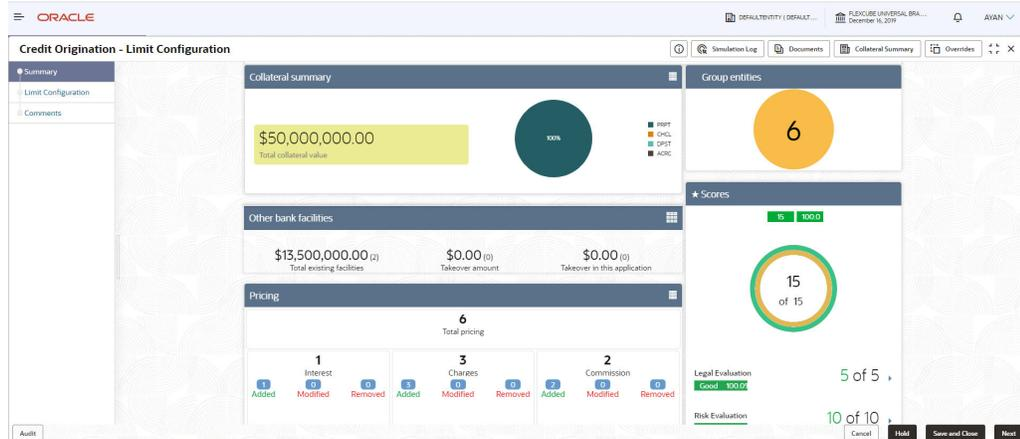 ORACLE
DEFAULTENTITY ( DEFAULT....
FLEXCUBE UNIVERSAL BRA....
December 16, 2019
AYAN
Credit Origination - Limit Configuration
Simulation Log
Documents
Collateral Summary
Overrides
Summary
Limit Configuration
Comments
Collateral summary
$50,000,000.00
Total collateral value
100%
PRPT
CHCL
DPST
ACRC
Group entities
6
Other bank facilities
$13,500,000.00 (2)
Total existing facilities
$0.00 (0)
Takeover amount
$0.00 (0)
Takeover in this application
Pricing
6
Total pricing
1
Interest
1 Added
0 Modified
0 Removed
3
Charges
3 Added
0 Modified
0 Removed
2
Commission
2 Added
0 Modified
0 Removed
Scores
15 100.0
15
of 15
Legal Evaluation
Good 100.0%
5 of 5
Risk Evaluation
10 of 10
Audit
Cancel
Hold
Save and Close
Next